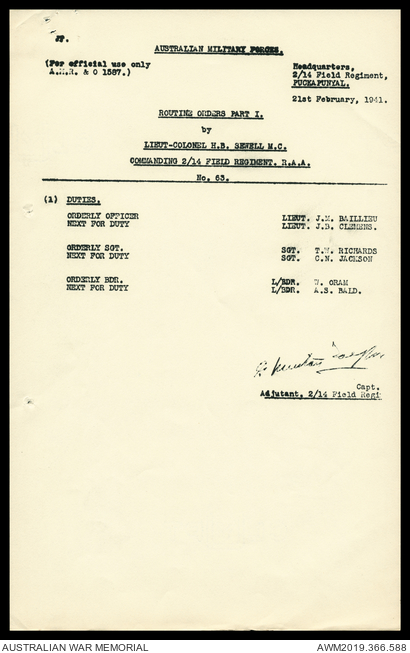 FF.
AUSTRALIAN MILITARY FORCES.
(For official use only
A.M.R. & O 1587.)
Headquarters,
2/14 Field Regiment,
PUCKAPUNYAL.
21st February, 1941.
ROUTINE ORDERS PART I.
by
LIEUT-COLONEL H.B. SEWELL M.C.
COMMANDING 2/14 FIELD REGIMENT. R.A.A.
No. 63.
(1) DUTIES.
ORDERLY OFFICER LIEUT. J.M. BAILLIEU
NEXT FOR DUTY LIEUT. J.B. CLEMENS.
ORDERLY SGT. SGT. T.W. RICHARDS
NEXT FOR DUTY SGT. C.N. JACKSON
ORDERLY BDR. L/BDR. W. ORAM
NEXT FOR DUTY L/BDR. A.S. BALD.
Capt.
Adjutant, 2/14 Field Regi
AUSTRALIAN WAR MEMORIAL
AWM2019.366.588